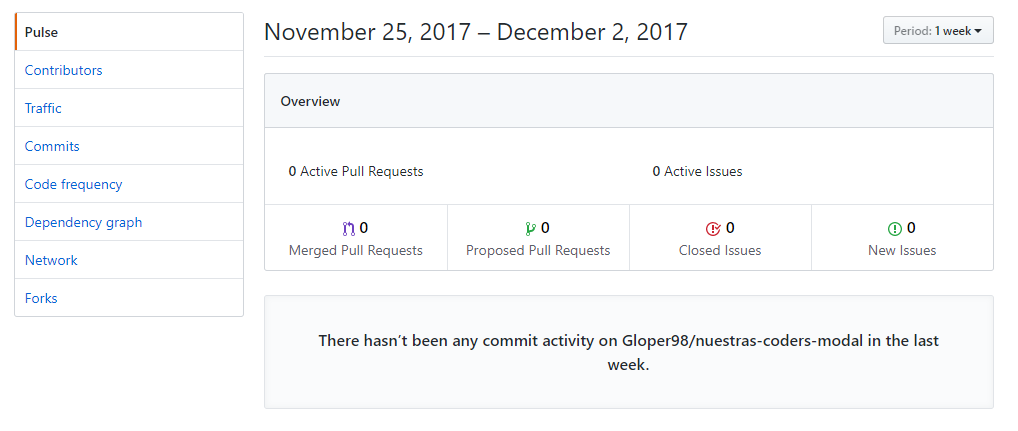 Pulse
Contributors
Traffic
Commits
Code frequency
Dependency graph
Network
Forks
November 25, 2017 – December 2, 2017
Period: 1 week
Overview
0 Active Pull Requests
0 Active Issues
0
Merged Pull Requests
0
Proposed Pull Requests
0
Closed Issues
0
New Issues
There hasn’t been any commit activity on Gloper98/nuestras-coders-modal in the last
week.